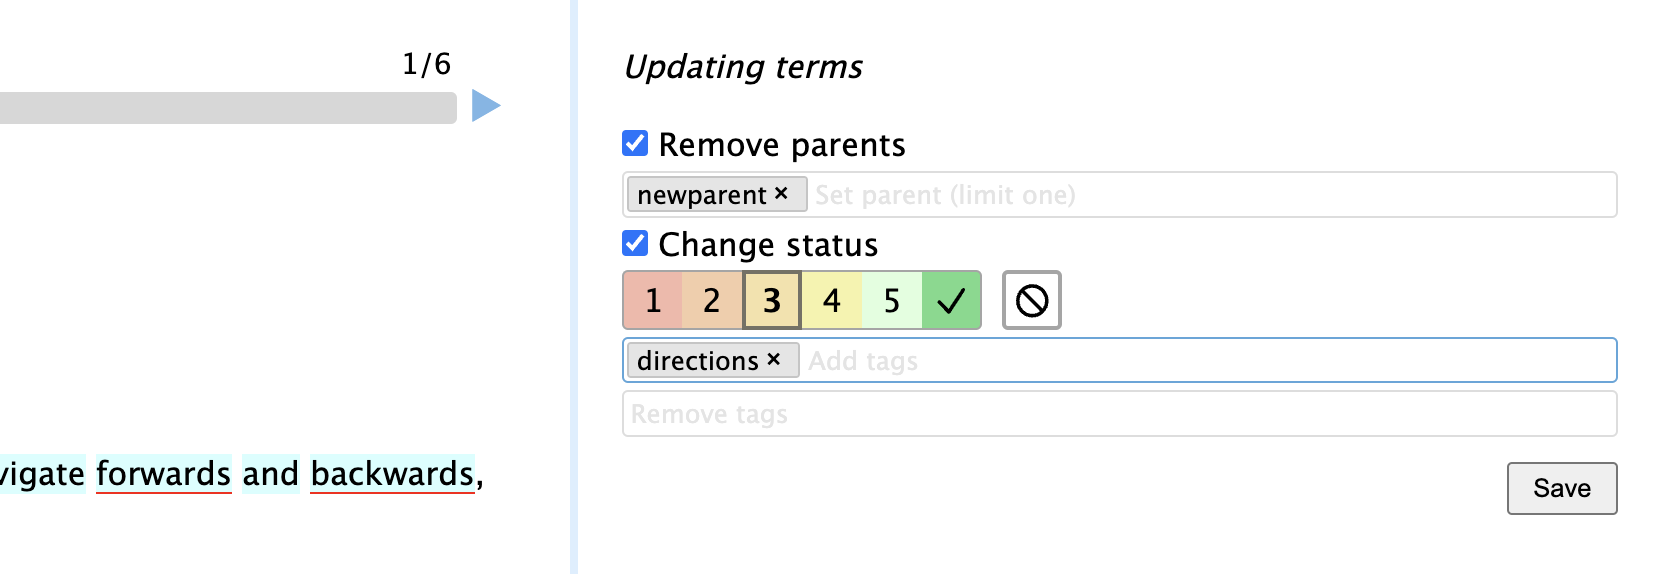 1/6
vigate forwards and backwards,
Updating terms
Remove parents
newparent × Set parent (limit one)
Change status
1 2 3 4 5 ✓
directions × Add tags
Remove tags
Save